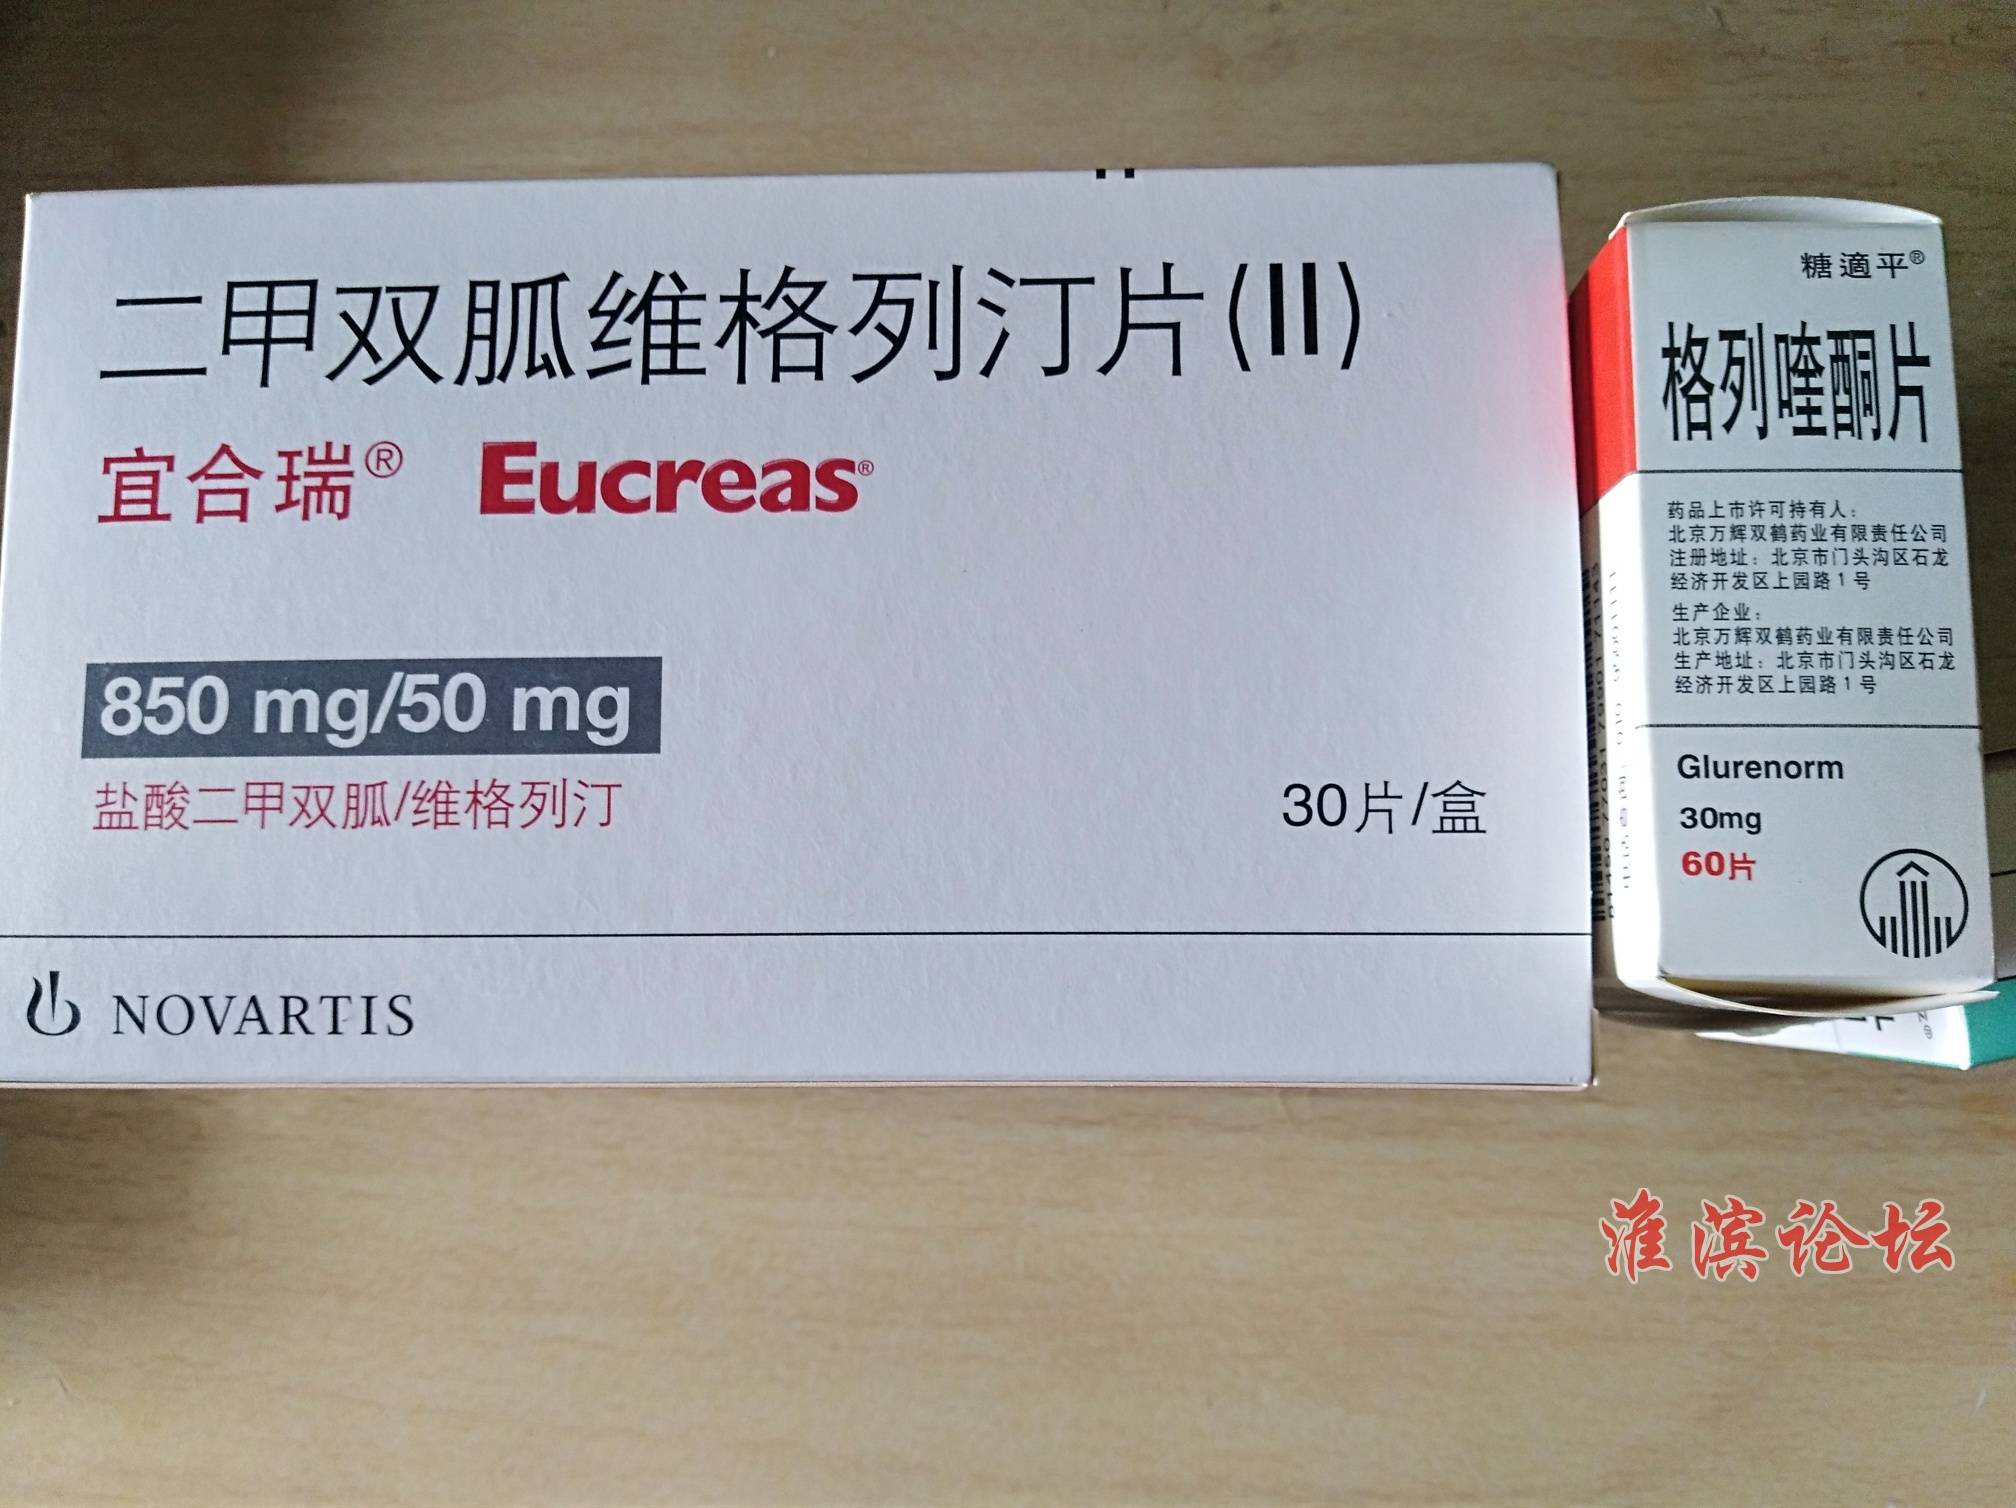 二甲双胍维格列汀片(II)
宜合瑞® Eucreas®
850 mg/50 mg
盐酸二甲双胍/维格列汀
30片/盒
NOVARTIS
糖適平®
格列喹酮片
药品上市许可持有人：
北京万辉双鹤药业有限责任公司
注册地址：北京市门头沟区石龙
经济开发区上园路1号
生产企业：
北京万辉双鹤药业有限责任公司
生产地址：北京市门头沟区石龙
经济开发区上园路1号
Glurenorm
30mg
60片
淮滨论坛